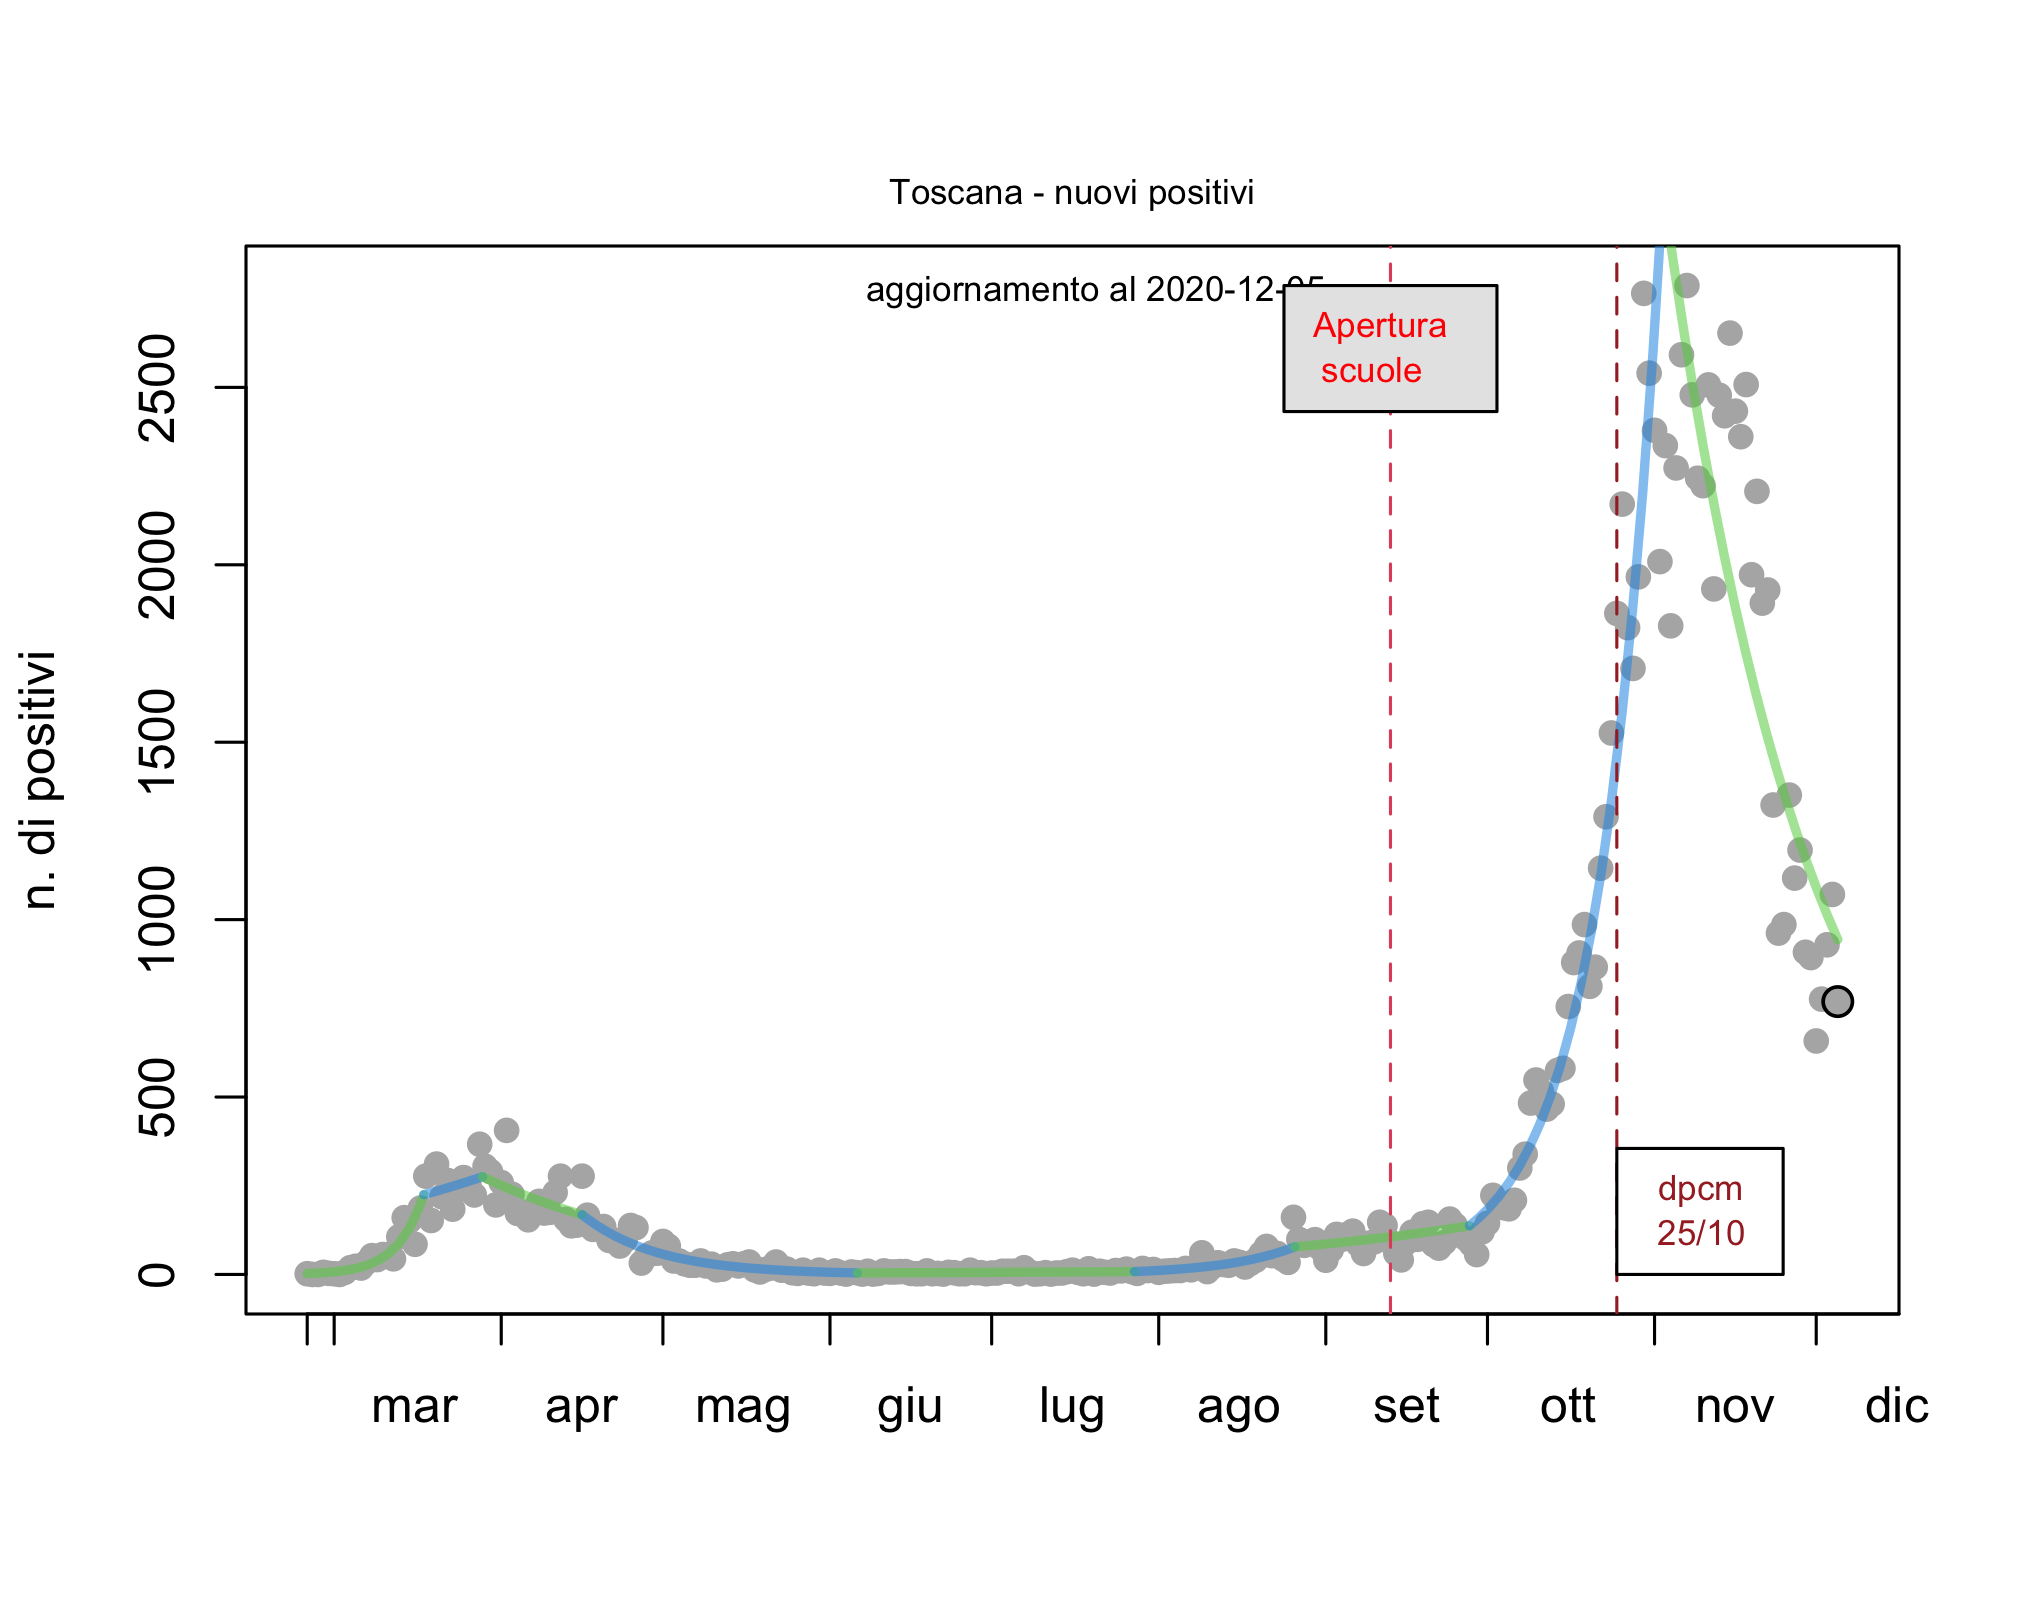 Toscana - nuovi positivi
aggiornamento al 2020-12-05
Apertura
scuole
n. di positivi
2500
2000
1500
1000
500
0
dpcm
25/10
mar apr mag giu lug ago set ott nov dic